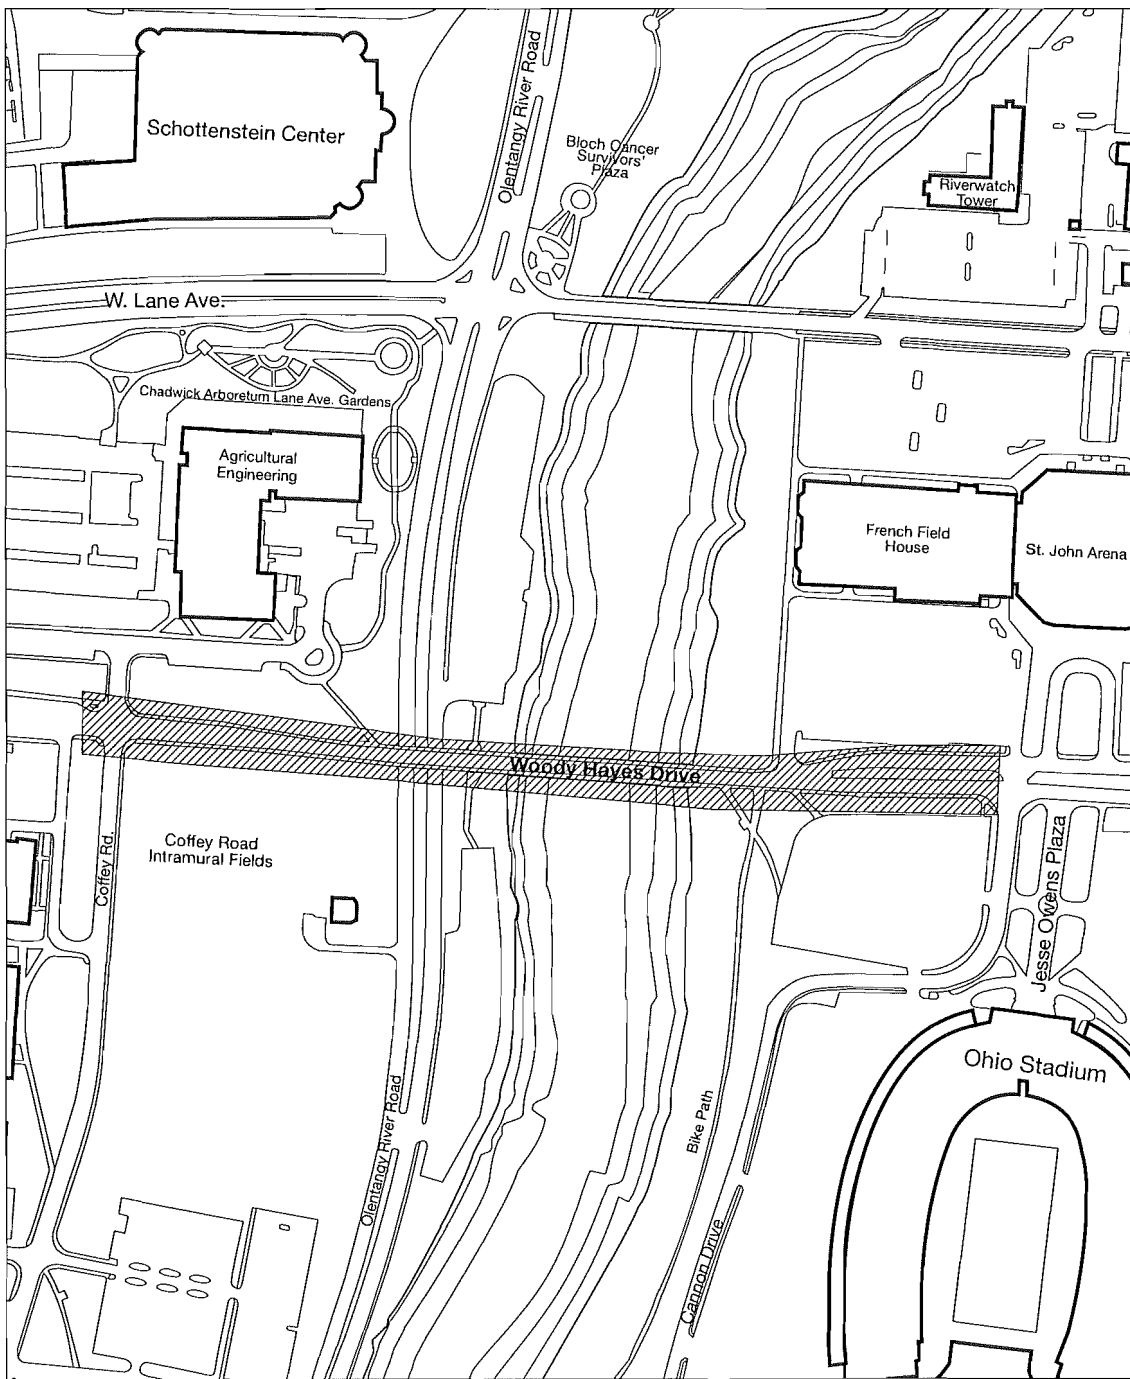 Olentangy River Road
Schottenstein Center
Bloch Cancer
Survivors'
Plaza
Riverwatch
Tower
W. Lane Ave.
Chadwick Arboretum Lane Ave. Gardens
Agricultural
Engineering
French Field
House
St. John Arena
Woody Hayes Drive
Coffey Road
Intramural Fields
Coffey Rd.
Jesse Owens Plaza
Ohio Stadium
Olentangy River Road
Bike Path
Cannon Drive